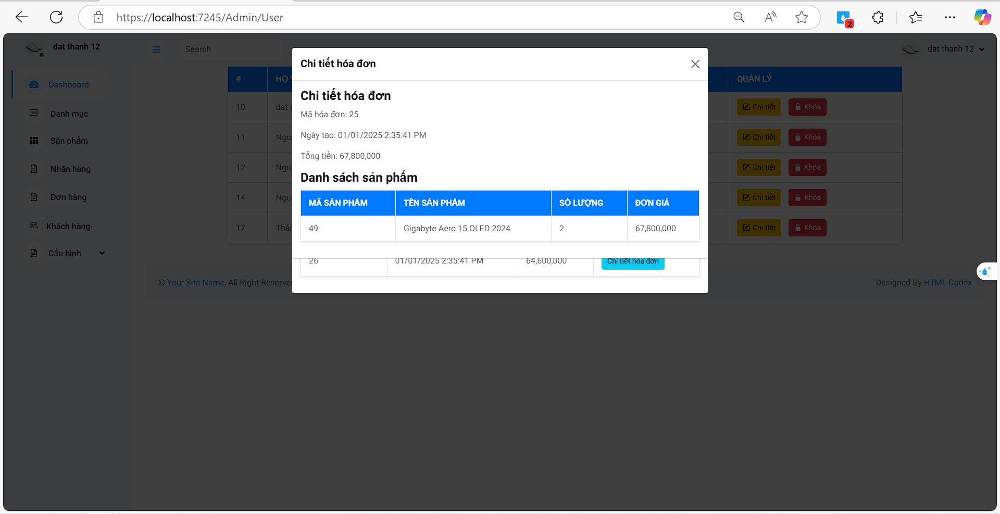 https://localhost:7245/Admin/User
2
dat thanh 12
Search
dat thanh 12
Dashboard
Danh mục
Sản phẩm
Nhãn hàng
Đơn hàng
Khách hàng
Cấu hình
# HỌ QUẢN LÝ
10 dat Chi tiết Khóa
11 Chi tiết Khóa
12 Chi tiết Khóa
14 Chi tiết Khóa
17 Chi tiết Khóa
Chi tiết hóa đơn
Chi tiết hóa đơn
Mã hóa đơn: 25
Ngày tạo: 01/01/2025 2:35:41 PM
Tổng tiền: 67,800,000
Danh sách sản phẩm
MÃ SẢN PHẨM TÊN SẢN PHẨM SỐ LƯỢNG ĐƠN GIÁ
49 Gigabyte Aero 15 OLED 2024 2 67,800,000
26 01/01/2025 2:35:41 PM 64,600,000 Chi tiết hóa đơn
© Your Site Name, All Right Reserved
Designed By HTML Codex